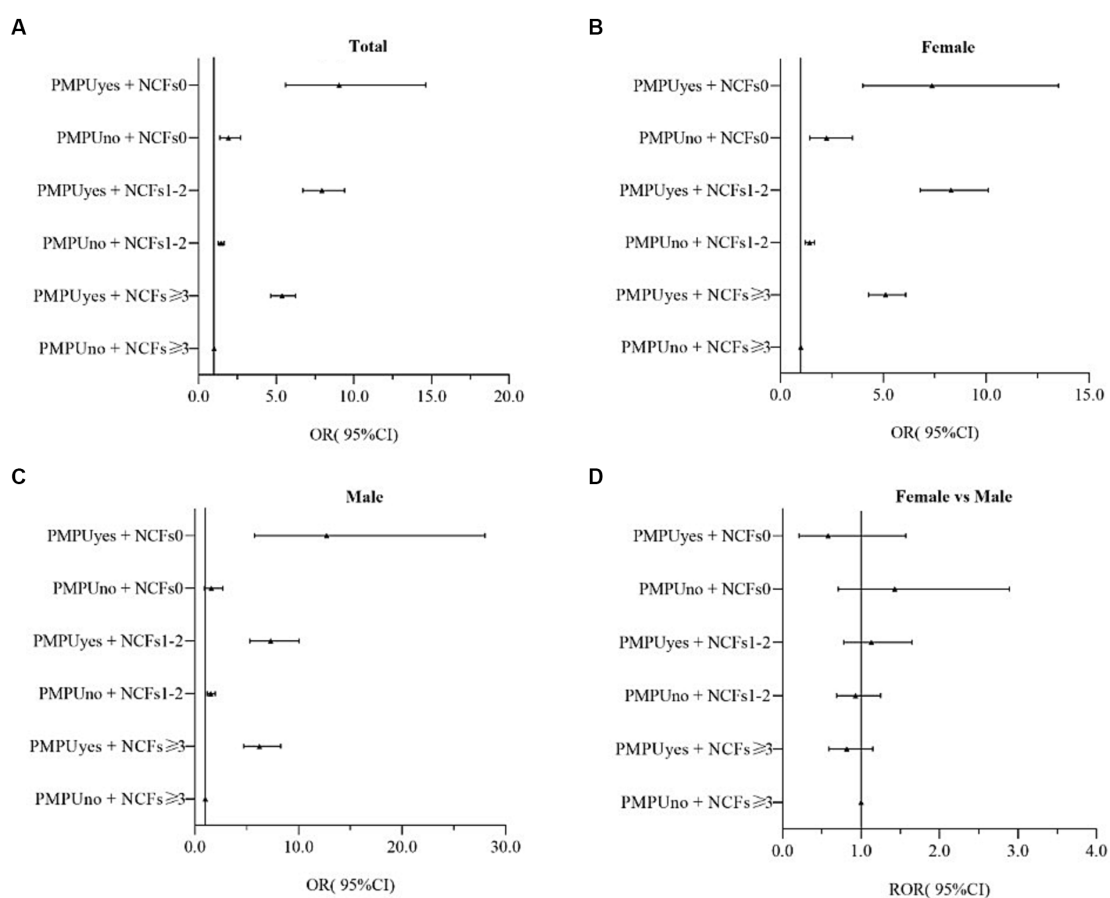 A
Total
PMPUyes + NCFs0
PMPUno + NCFs0
PMPUyes + NCFs1-2
PMPUno + NCFs1-2
PMPUyes + NCFs⩾3
PMPUno + NCFs⩾3
0.0 5.0 10.0 15.0 20.0
OR( 95%CI)
B
Female
PMPUyes + NCFs0
PMPUno + NCFs0
PMPUyes + NCFs1-2
PMPUno + NCFs1-2
PMPUyes + NCFs⩾3
PMPUno + NCFs⩾3
0.0 5.0 10.0 15.0
OR( 95%CI)
C
Male
PMPUyes + NCFs0
PMPUno + NCFs0
PMPUyes + NCFs1-2
PMPUno + NCFs1-2
PMPUyes + NCFs⩾3
PMPUno + NCFs⩾3
0.0 10.0 20.0 30.0
OR( 95%CI)
D
Female vs Male
PMPUyes + NCFs0
PMPUno + NCFs0
PMPUyes + NCFs1-2
PMPUno + NCFs1-2
PMPUyes + NCFs⩾3
PMPUno + NCFs⩾3
0.0 1.0 2.0 3.0 4.0
ROR( 95%CI)